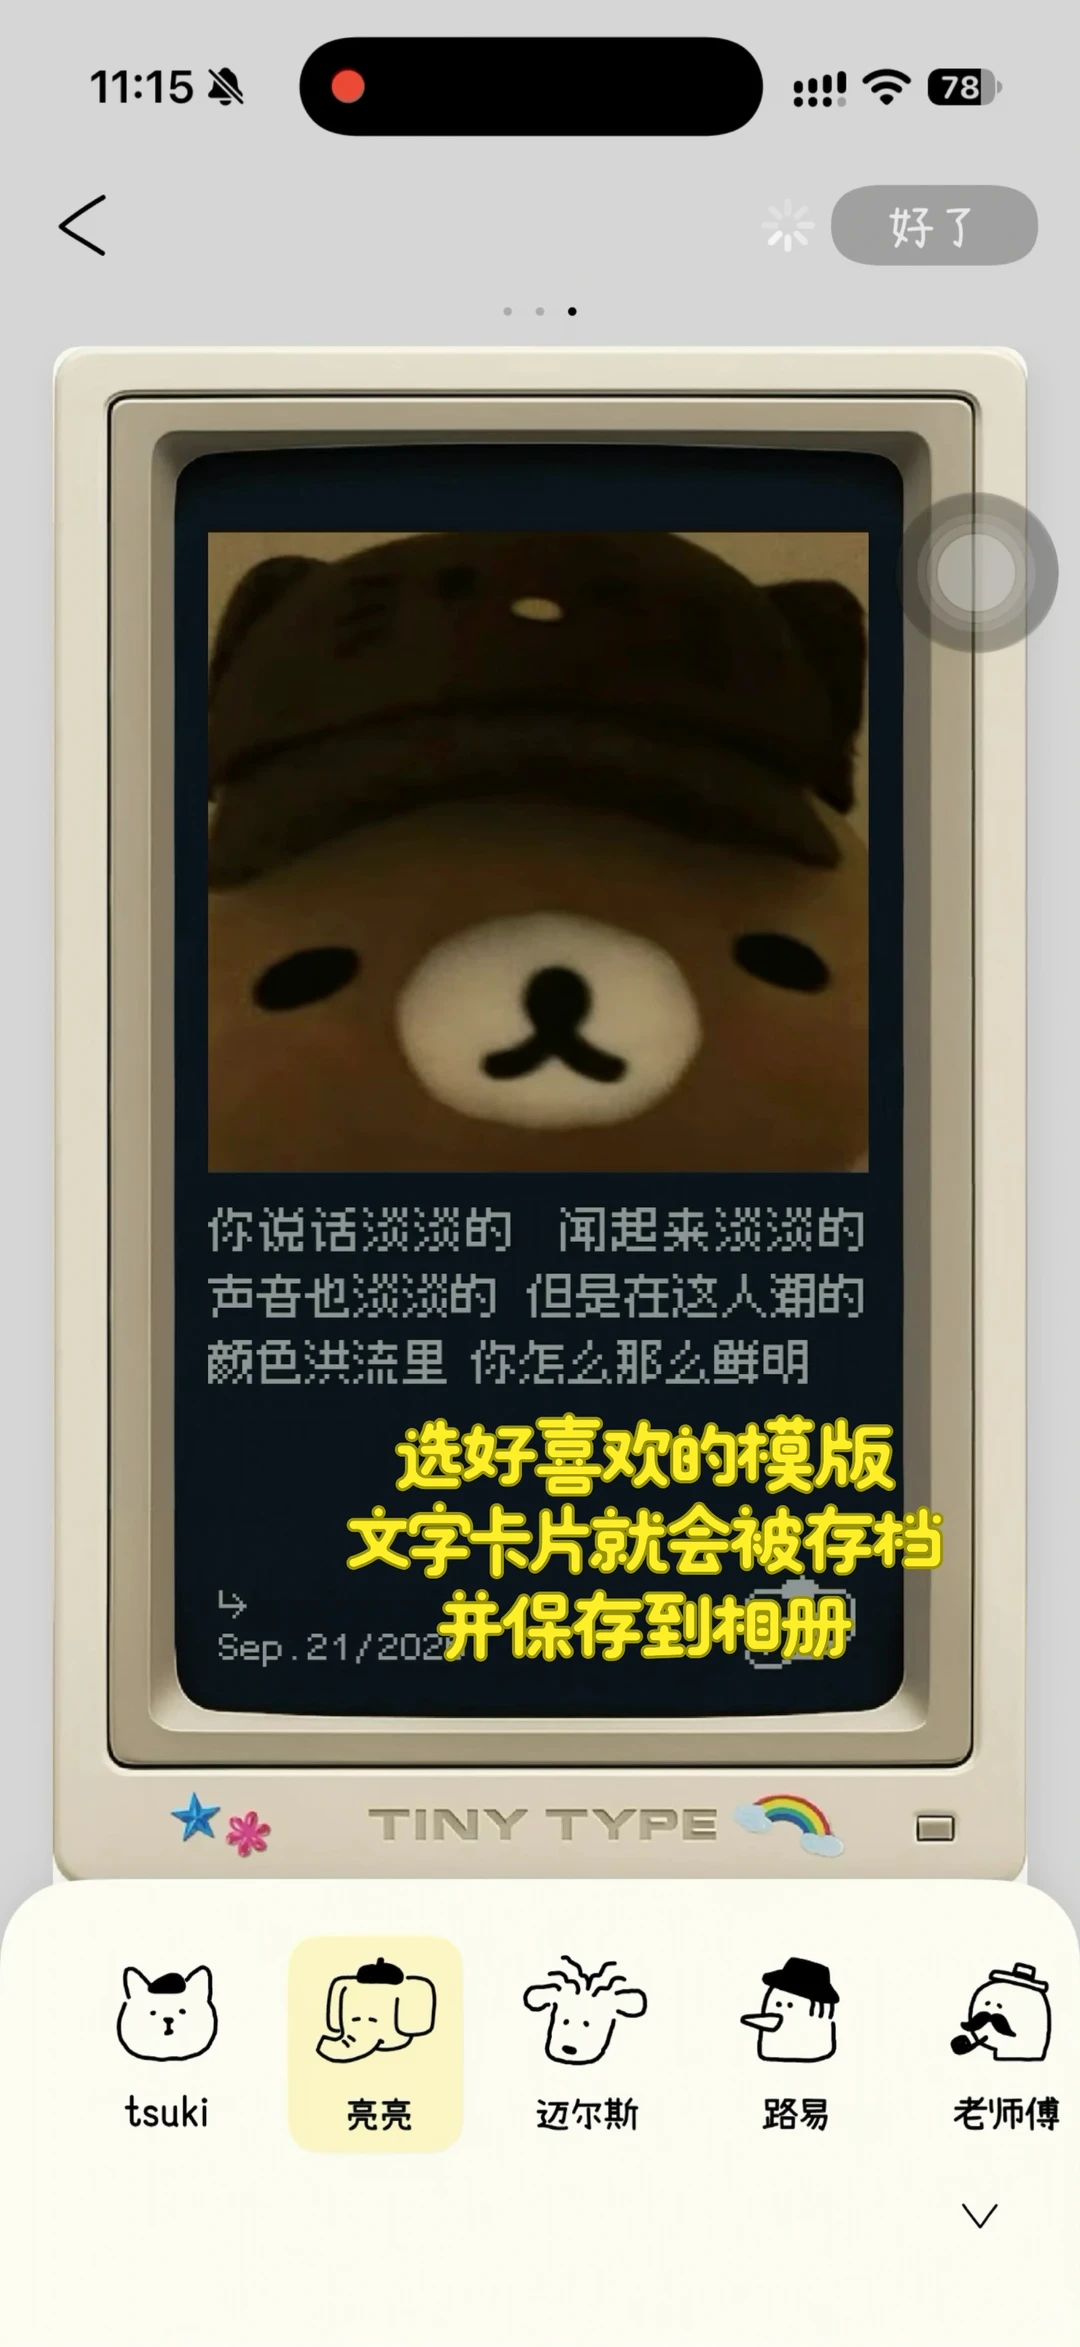 11:15
78
好了
你说话淡淡的 闻起来淡淡的
声音也淡淡的 但是在这人潮的
颜色洪流里 你怎么那么鲜明
选好喜欢的模版
文字卡片就会被存档
并保存到相册
Sep.21/202
TINY TYPE
tsuki
亮亮
迈尔斯
路易
老师傅